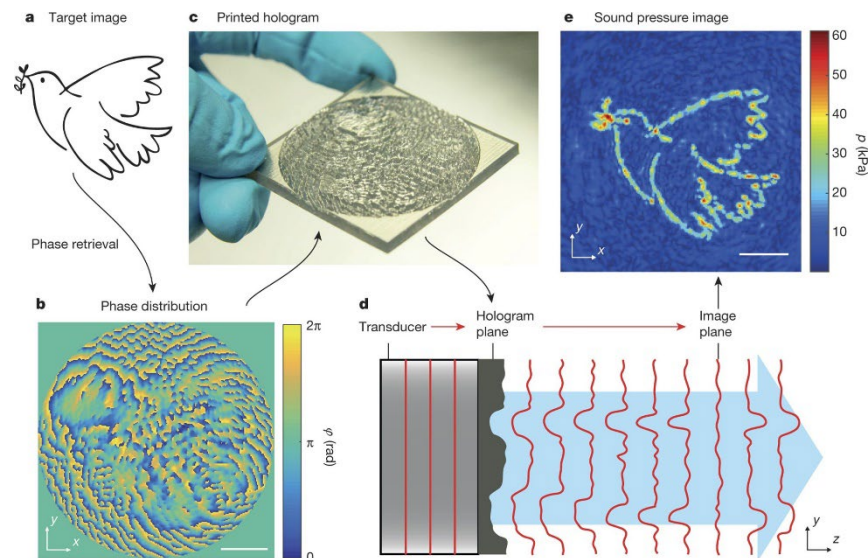 a Target image
c Printed hologram
e Sound pressure image
60
50
40
30
20
10
p (kPa)
y
x
Phase retrieval
b Phase distribution
2π
π
0
φ (rad)
y
x
d
Transducer
Hologram
plane
Image
plane
y
z